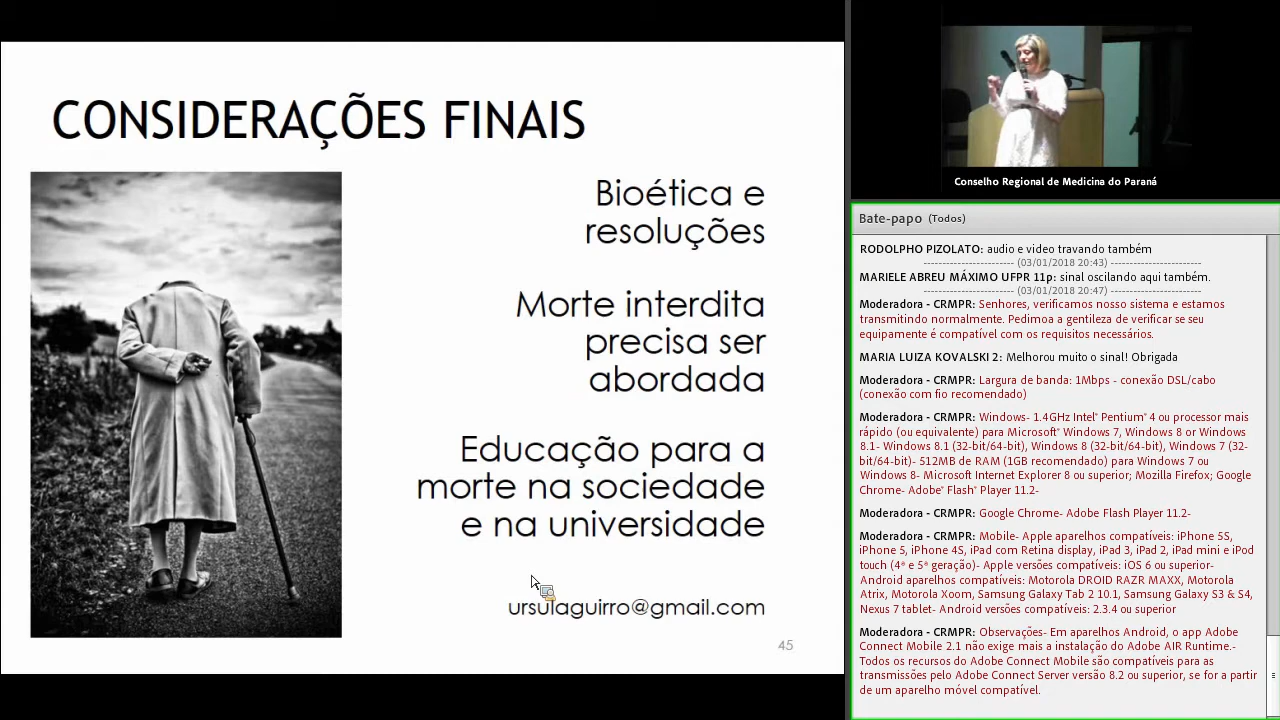 CONSIDERAÇÕES FINAIS
Bioética e
resoluções
Morte interdita
precisa ser
abordada
Educação para a
morte na sociedade
e na universidade
ursulaguirro@gmail.com
45
Conselho Regional de Medicina do Paraná
Bate-papo (Todos)
RODOLPHO PIZOLATO: audio e video travando também
----------------------- (03/01/2018 20:43) -----------------------
MARIELE ABREU MÁXIMO UFPR 11p: sinal oscilando aqui também.
----------------------- (03/01/2018 20:47) -----------------------
Moderadora - CRMPR: Senhores, verificamos nosso sistema e estamos
transmitindo normalmente. Pedimoa a gentileza de verificar se seu
equipamento é compatível com os requisitos necessários.
MARIA LUIZA KOVALSKI 2: Melhorou muito o sinal! Obrigada
Moderadora - CRMPR: Largura de banda: 1Mbps - conexão DSL/cabo
(conexão com fio recomendado)
Moderadora - CRMPR: Windows- 1.4GHz Intel® Pentium® 4 ou processor mais
rápido (ou equivalente) para Microsoft® Windows 7, Windows 8 or Windows
8.1- Windows 8.1 (32-bit/64-bit), Windows 8 (32-bit/64-bit), Windows 7 (32-
bit/64-bit)- 512MB de RAM (1GB recomendado) para Windows 7 ou
Windows 8- Microsoft Internet Explorer 8 ou superior; Mozilla Firefox; Google
Chrome- Adobe® Flash® Player 11.2-
Moderadora - CRMPR: Google Chrome- Adobe Flash Player 11.2-
Moderadora - CRMPR: Mobile- Apple aparelhos compatíveis: iPhone 5S,
iPhone 5, iPhone 4S, iPad com Retina display, iPad 3, iPad 2, iPad mini e iPod
touch (4ª e 5ª geração)- Apple versões compatíveis: iOS 6 ou superior-
Android aparelhos compatíveis: Motorola DROID RAZR MAXX, Motorola
Atrix, Motorola Xoom, Samsung Galaxy Tab 2 10.1, Samsung Galaxy S3 & S4,
Nexus 7 tablet- Android versões compatíveis: 2.3.4 ou superior
Moderadora - CRMPR: Observações- Em aparelhos Android, o app Adobe
Connect Mobile 2.1 não exige mais a instalação do Adobe AIR Runtime.-
Todos os recursos do Adobe Connect Mobile são compatíveis para as
transmissões pelo Adobe Connect Server versão 8.2 ou superior, se for a partir
de um aparelho móvel compatível.